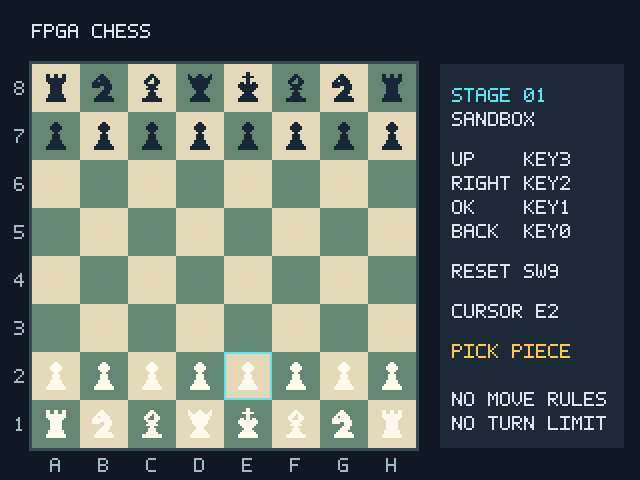 FPGA CHESS
8
7
6
5
4
3
2
1
A B C D E F G H
STAGE 01
SANDBOX
UP KEY3
RIGHT KEY2
OK KEY1
BACK KEY0
RESET SW9
CURSOR E2
PICK PIECE
NO MOVE RULES
NO TURN LIMIT